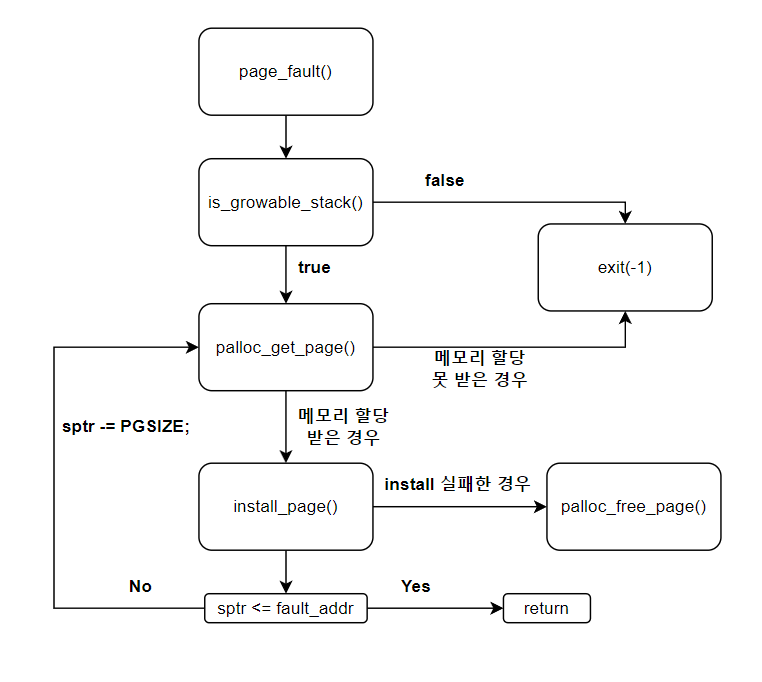 page_fault()
false
is_growable_stack()
exit(-1)
true
palloc_get_page()
메모리 할당
못 받은 경우
메모리 할당
받은 경우
sptr -= PGSIZE;
install 실패한 경우
install_page()
palloc_free_page()
No
Yes
sptr <= fault_addr
return